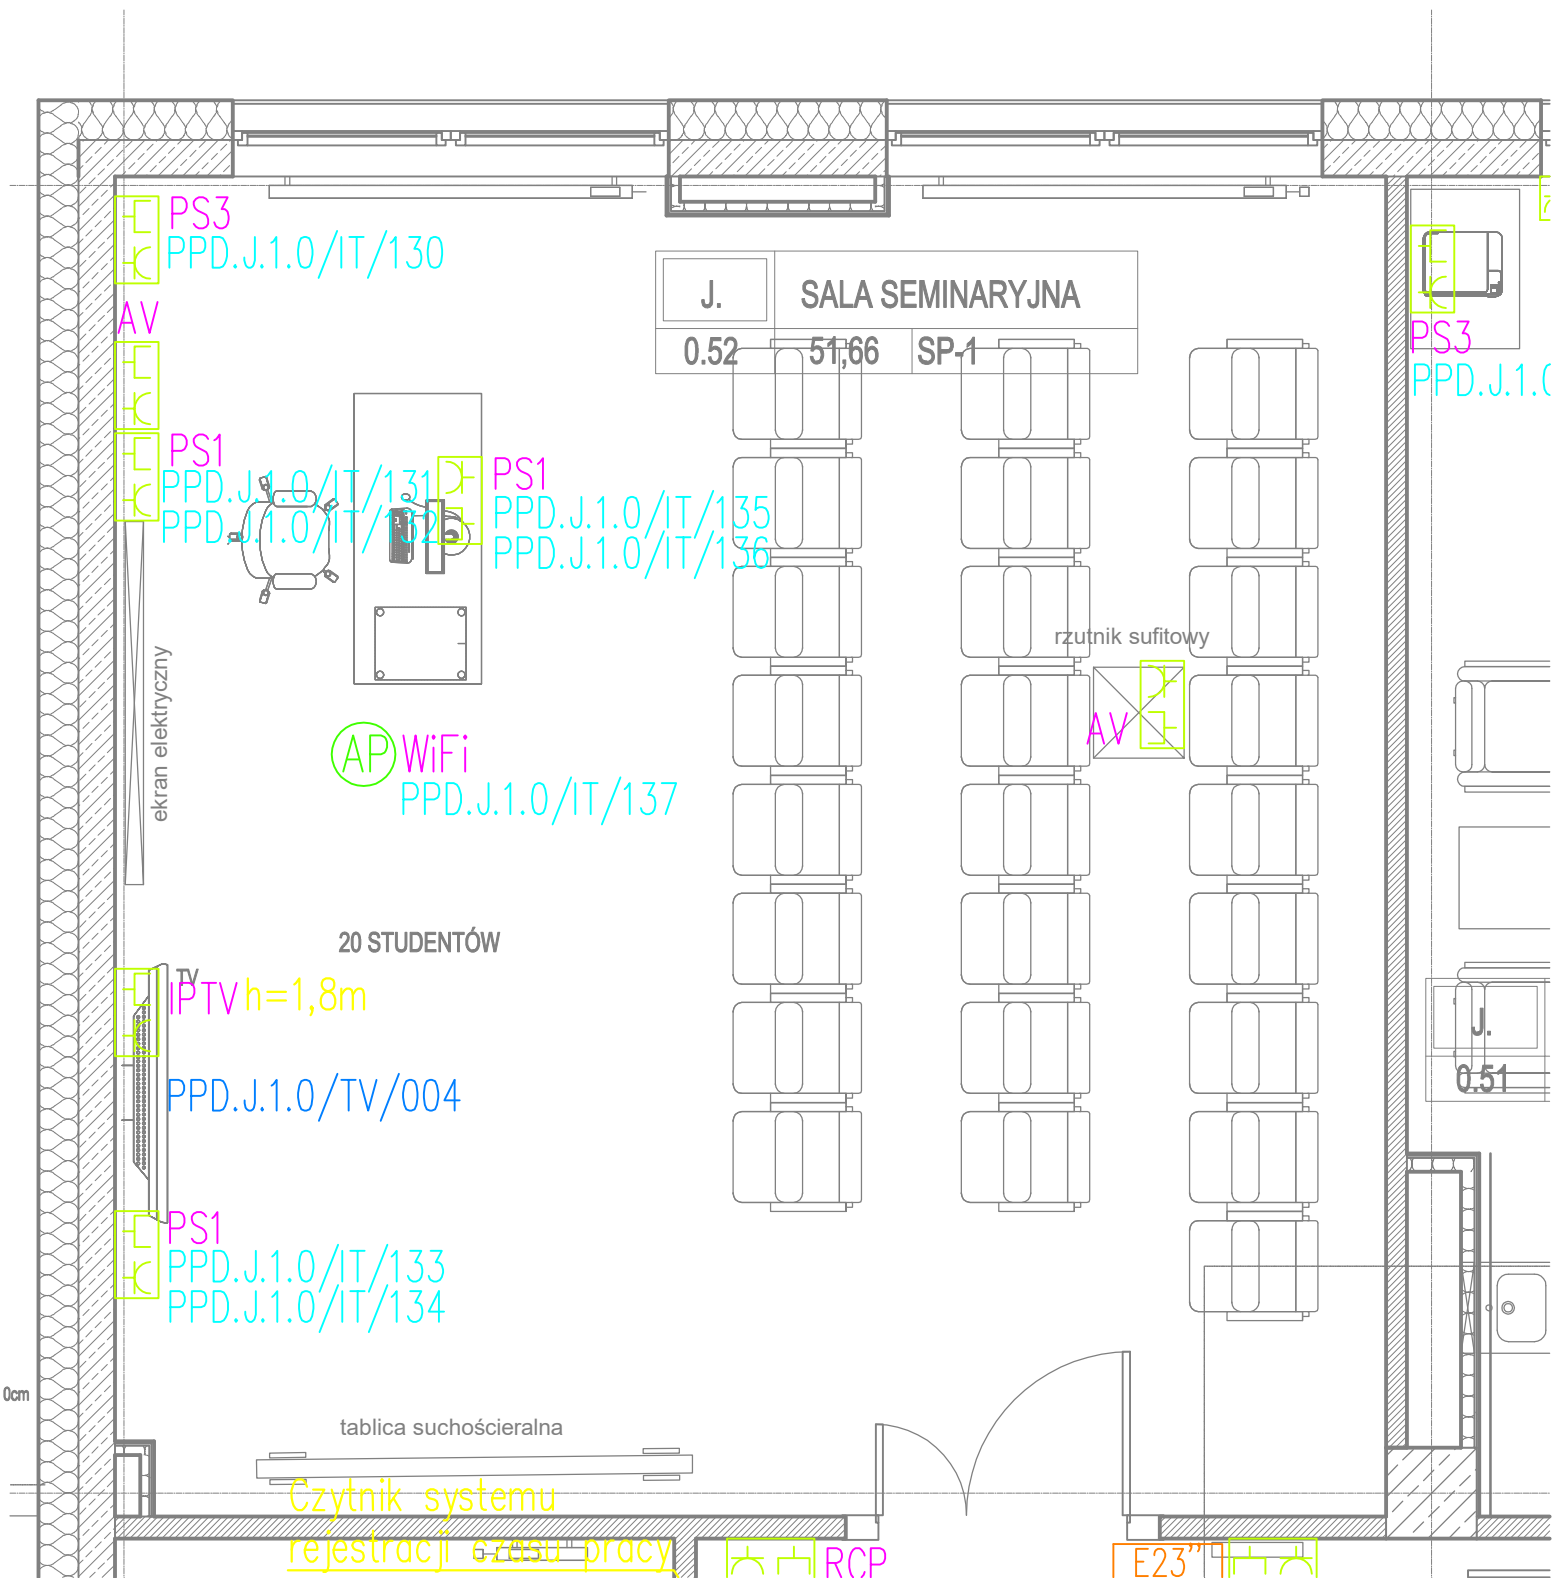 PS3
PPD.J.1.0/IT/130
AV
J.
SALA SEMINARYJNA
0.52
51,66
SP-1
PS3
PPD.J.1.0
PS1
PPD.J.1.0/IT/131
PPD.J.1.0/IT/132
PS1
PPD.J.1.0/IT/135
PPD.J.1.0/IT/136
rzutnik sufitowy
AV
ekran elektryczny
AP WiFi
PPD.J.1.0/IT/137
20 STUDENTÓW
TV
IPTV h=1,8m
PPD.J.1.0/TV/004
J.
0.51
PS1
PPD.J.1.0/IT/133
PPD.J.1.0/IT/134
0cm
tablica suchościeralna
Czytnik systemu
rejestracji czasu pracy
RCP
E23"